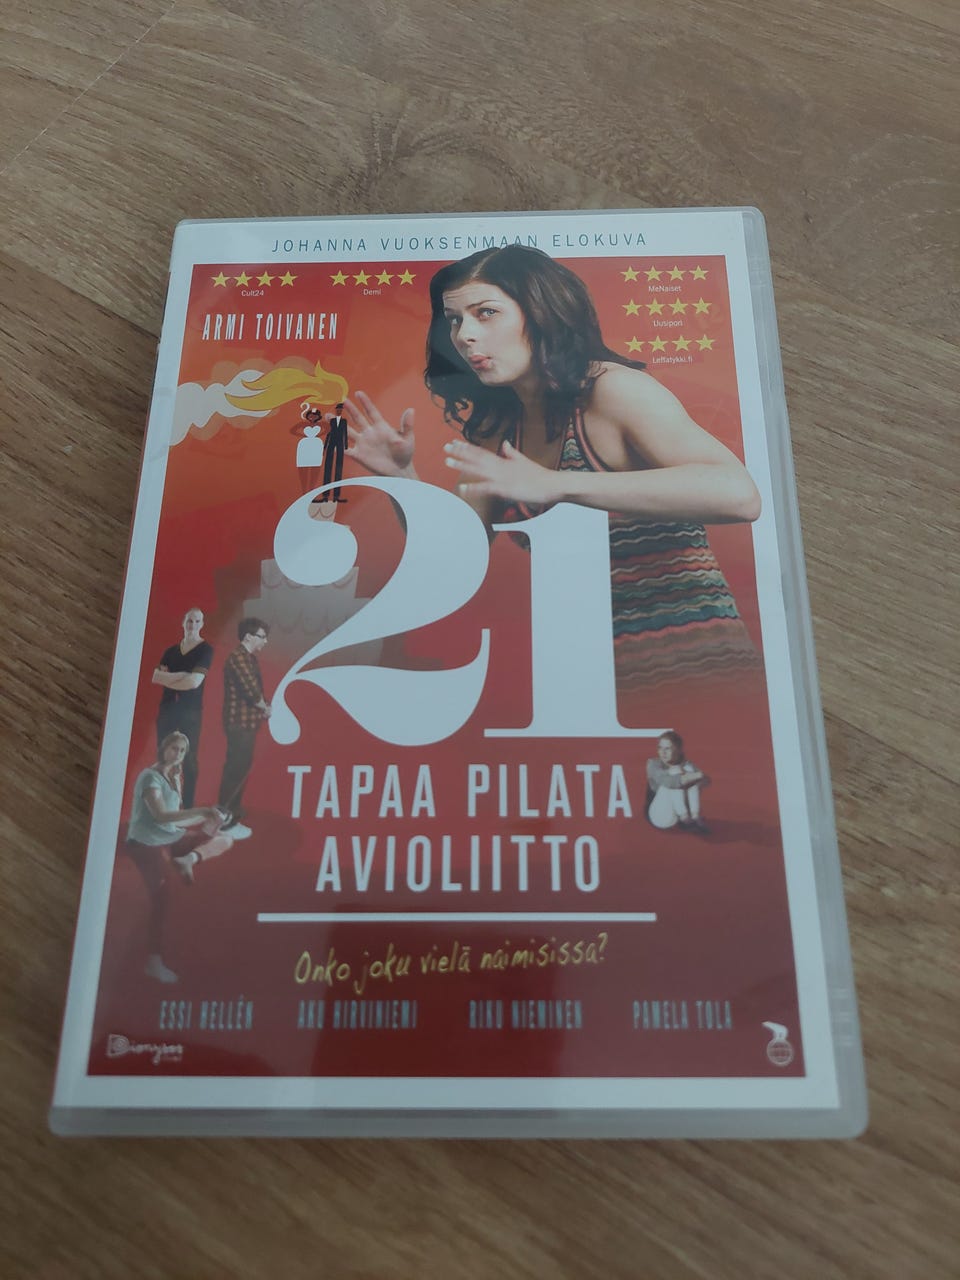 JOHANNA VUOKSENMAAN ELOKUVA
Cult24
Demi
MeNaiset
Uusipori
Leffatykki.fi
ARMI TOIVANEN
21
TAPAA PILATA
AVIOLIITTO
Onko joku vielä naimisissa?
ESSI HELLÉN AKU HIRVINIEMI RIKU NIEMINEN PAMELA TOLA
Dionysos